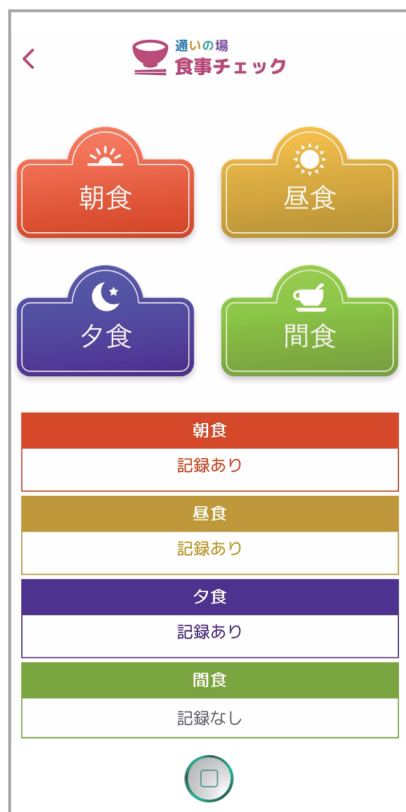 通いの場
食事チェック
朝食
昼食
夕食
間食
朝食
記録あり
昼食
記録あり
夕食
記録あり
間食
記録なし